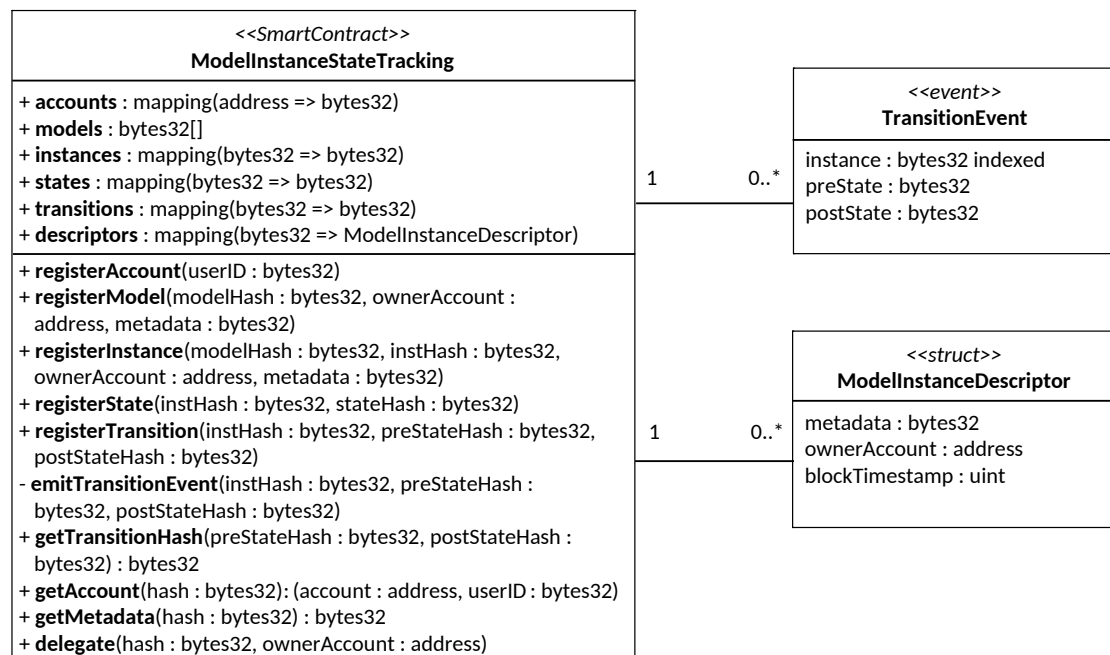 <<SmartContract>>
ModelInstanceStateTracking
+ accounts : mapping(address => bytes32)
+ models : bytes32[]
+ instances : mapping(bytes32 => bytes32)
+ states : mapping(bytes32 => bytes32)
+ transitions : mapping(bytes32 => bytes32)
+ descriptors : mapping(bytes32 => ModelInstanceDescriptor)
+ registerAccount(userID : bytes32)
+ registerModel(modelHash : bytes32, ownerAccount :
address, metadata : bytes32)
+ registerInstance(modelHash : bytes32, instHash : bytes32,
ownerAccount : address, metadata : bytes32)
+ registerState(instHash : bytes32, stateHash : bytes32)
+ registerTransition(instHash : bytes32, preStateHash : bytes32,
postStateHash : bytes32)
- emitTransitionEvent(instHash : bytes32, preStateHash :
bytes32, postStateHash : bytes32)
+ getTransitionHash(preStateHash : bytes32, postStateHash :
bytes32) : bytes32
+ getAccount(hash : bytes32): (account : address, userID : bytes32)
+ getMetadata(hash : bytes32) : bytes32
+ delegate(hash : bytes32, ownerAccount : address)
1 0..*
<<event>>
TransitionEvent
instance : bytes32 indexed
preState : bytes32
postState : bytes32
1 0..*
<<struct>>
ModelInstanceDescriptor
metadata : bytes32
ownerAccount : address
blockTimestamp : uint